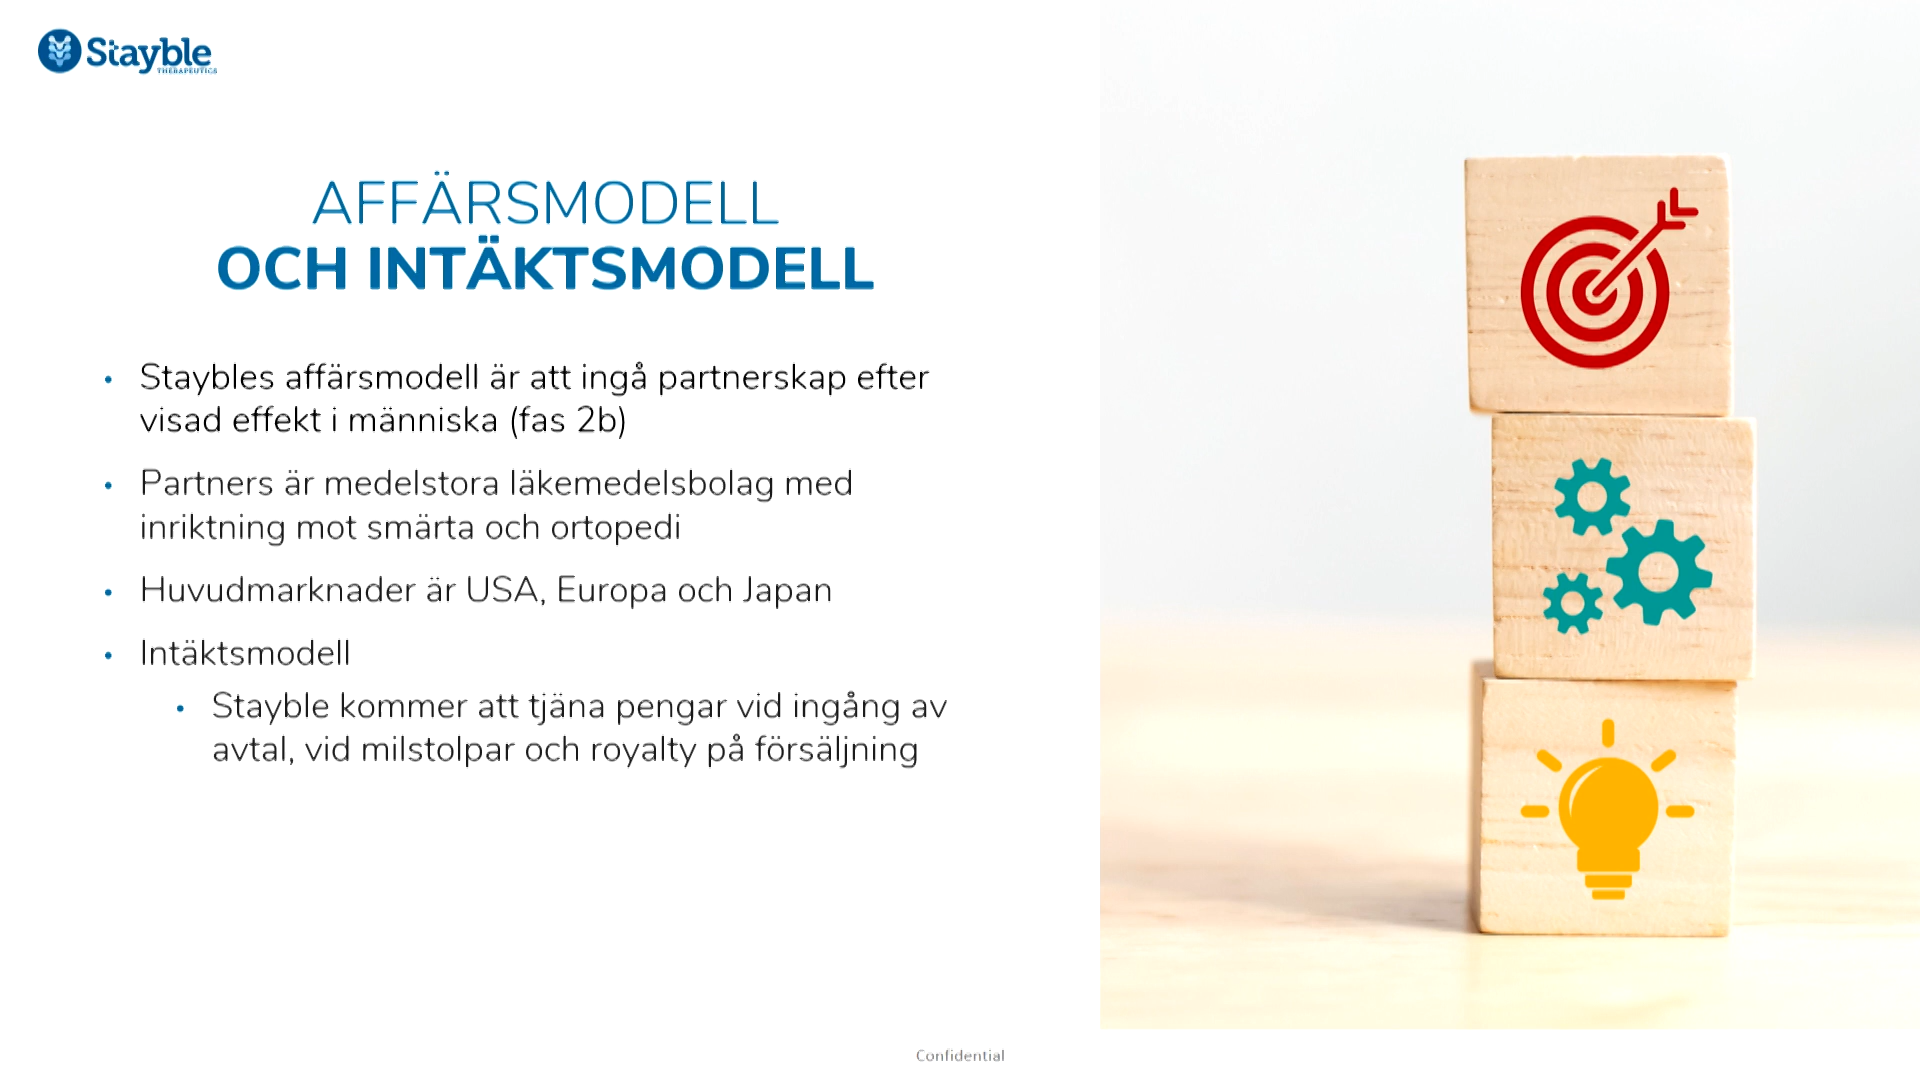 Stayble
THERAPEUTICS
AFFÄRSMODELL
OCH INTÄKTSMODELL
• Staybles affärsmodell är att ingå partnerskap efter
visad effekt i människa (fas 2b)
• Partners är medelstora läkemedelsbolag med
inriktning mot smärta och ortopedi
• Huvudmarknader är USA, Europa och Japan
• Intäktsmodell
• Stayble kommer att tjäna pengar vid ingång av
avtal, vid milstolpar och royalty på försäljning
Confidential